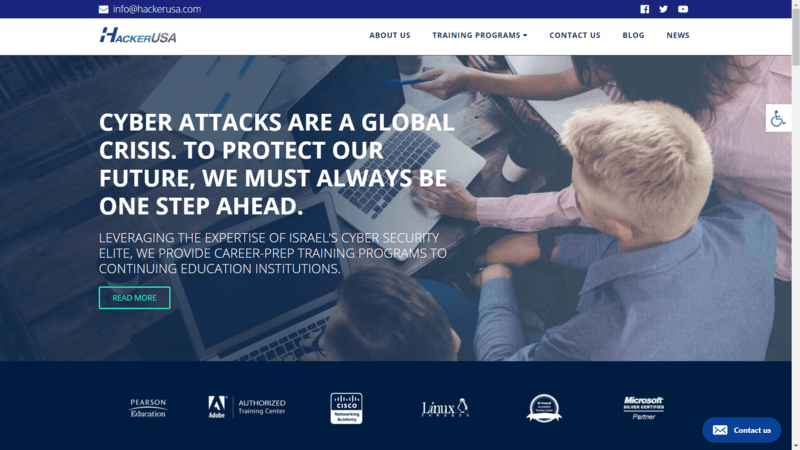 info@hackerusa.com
HACKERUSA
ABOUT US
TRAINING PROGRAMS
CONTACT US
BLOG
NEWS
CYBER ATTACKS ARE A GLOBAL
CRISIS. TO PROTECT OUR
FUTURE, WE MUST ALWAYS BE
ONE STEP AHEAD.
LEVERAGING THE EXPERTISE OF ISRAEL'S CYBER SECURITY
ELITE, WE PROVIDE CAREER-PREP TRAINING PROGRAMS TO
CONTINUING EDUCATION INSTITUTIONS.
READ MORE
PEARSON
Education
Adobe
AUTHORIZED
Training Center
CISCO
Networking
Academy
Linux
Microsoft
SILVER CERTIFIED
Partner
Contact us